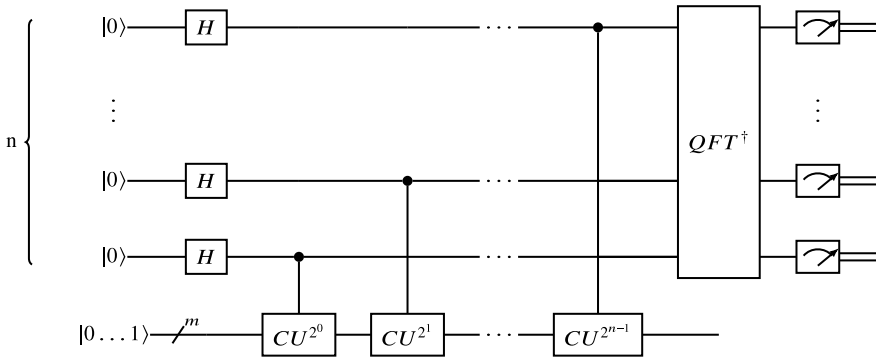 |0⟩ H
⋮ ⋮
n QFT†
|0⟩ H
|0⟩ H
|0 . . . 1⟩ m CU^{2^0} CU^{2^1} . . . CU^{2^{n−1}}